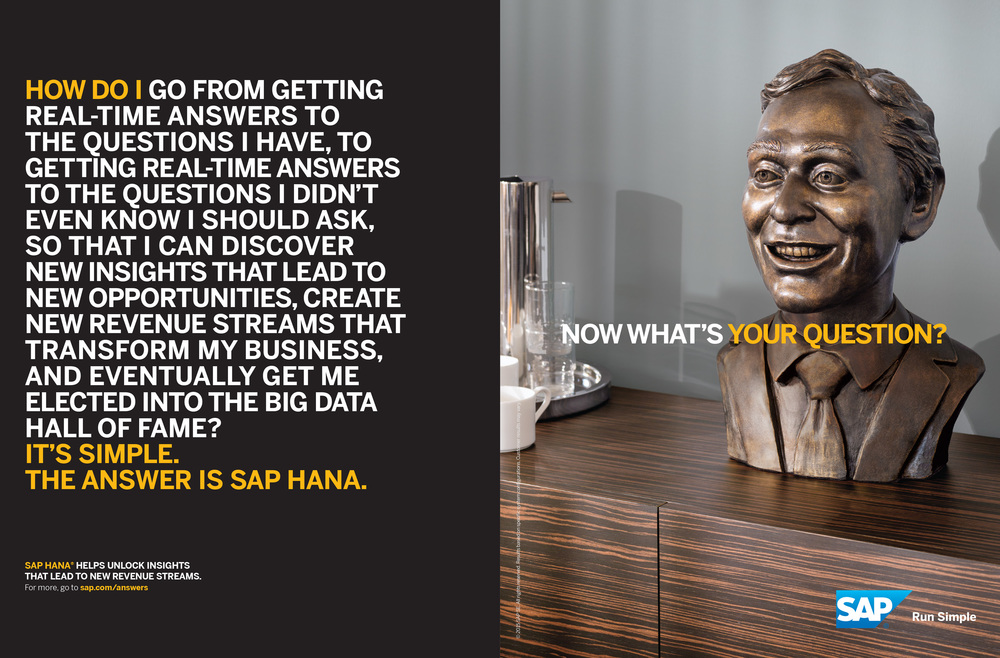 HOW DO I GO FROM GETTING
REAL-TIME ANSWERS TO
THE QUESTIONS I HAVE, TO
GETTING REAL-TIME ANSWERS
TO THE QUESTIONS I DIDN'T
EVEN KNOW I SHOULD ASK,
SO THAT I CAN DISCOVER
NEW INSIGHTS THAT LEAD TO
NEW OPPORTUNITIES, CREATE
NEW REVENUE STREAMS THAT
TRANSFORM MY BUSINESS,
AND EVENTUALLY GET ME
ELECTED INTO THE BIG DATA
HALL OF FAME?
IT'S SIMPLE.
THE ANSWER IS SAP HANA.
SAP HANA® HELPS UNLOCK INSIGHTS
THAT LEAD TO NEW REVENUE STREAMS.
For more, go to sap.com/answers
NOW WHAT'S YOUR QUESTION?
SAP
Run Simple